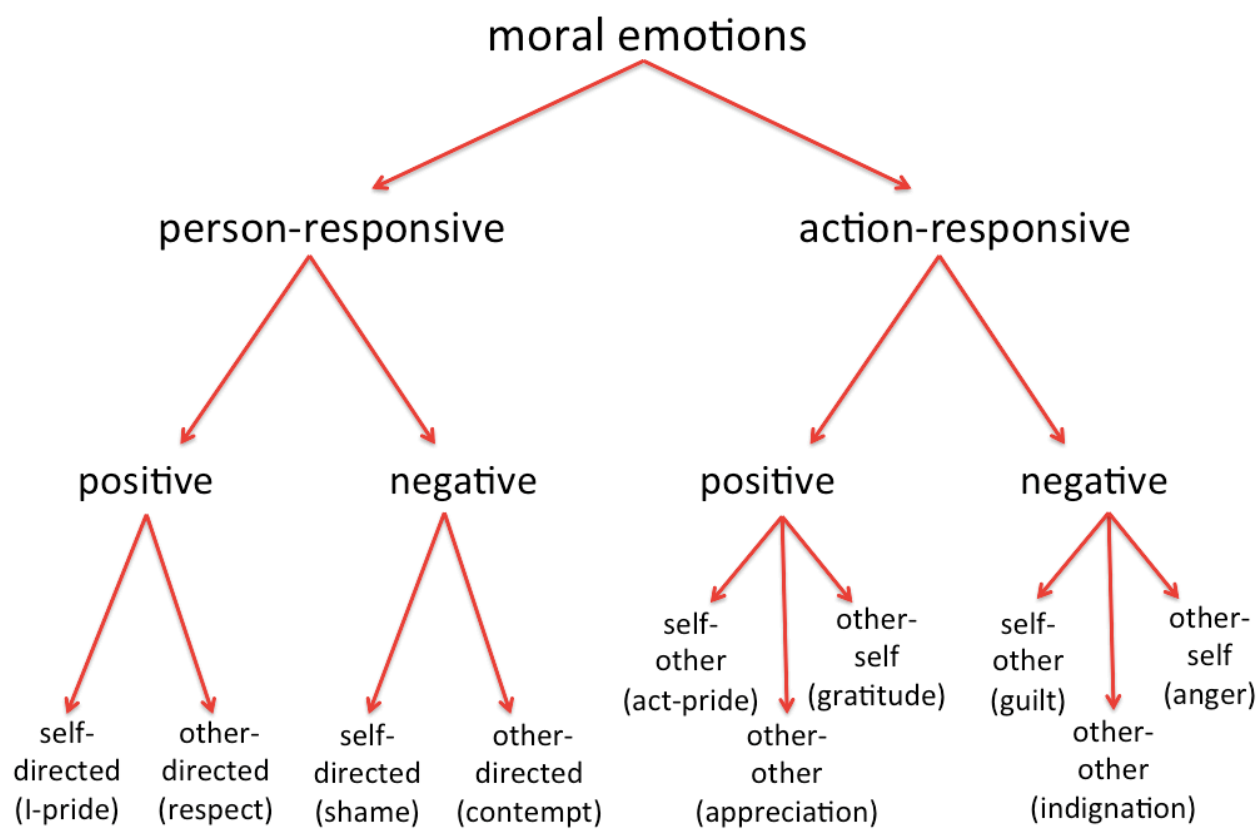 moral emotions
person-responsive
action-responsive
positive
negative
positive
negative
self-
directed
(I-pride)
other-
directed
(respect)
self-
directed
(shame)
other-
directed
(contempt)
self-
other
(act-pride)
other-
other
(appreciation)
other-
self
(gratitude)
self-
other
(guilt)
other-
other
(indignation)
other-
self
(anger)